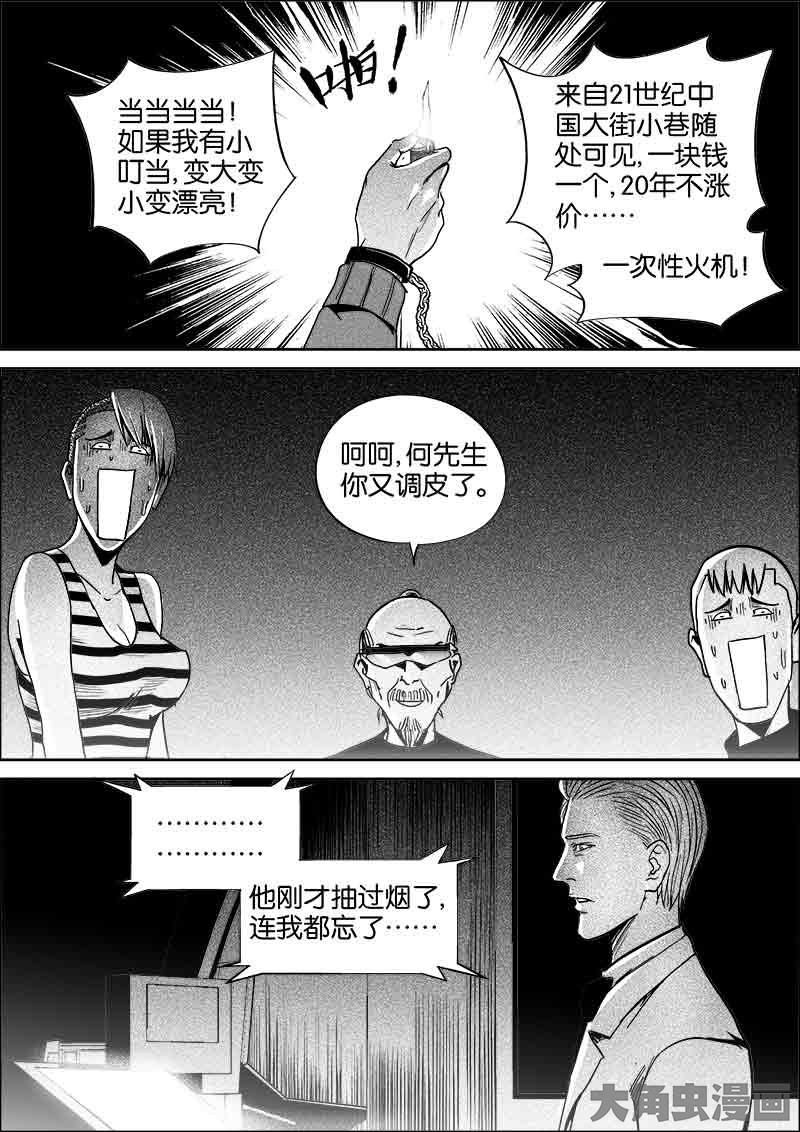 啪！
当当当当！
如果我有小
叮当，变大变
小变漂亮！
来自21世纪中
国大街小巷随
处可见，一块钱
一个，20年不涨
价……
一次性火机！
呵呵，何先生
你又调皮了。
…………
…………
他刚才抽过烟了，
连我都忘了……
大角虫漫画